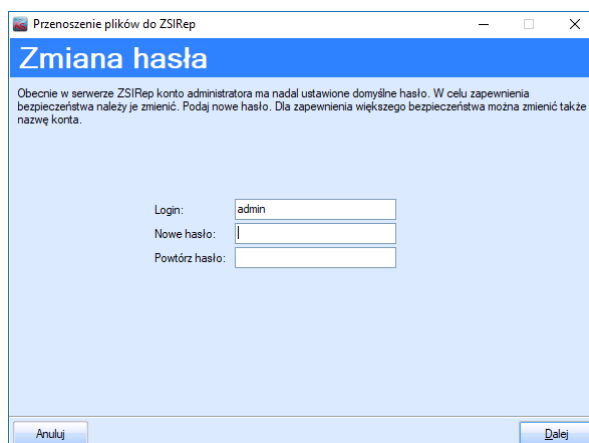 Przenoszenie plików do ZSIRep
Zmiana hasła
Obecnie w serwerze ZSIRep konto administratora ma nadal ustawione domyślne hasło. W celu zapewnienia
bezpieczeństwa należy je zmienić. Podaj nowe hasło. Dla zapewnienia większego bezpieczeństwa można zmienić także
nazwę konta.
Login: admin
Nowe hasło:
Powtórz hasło:
Anuluj Dalej